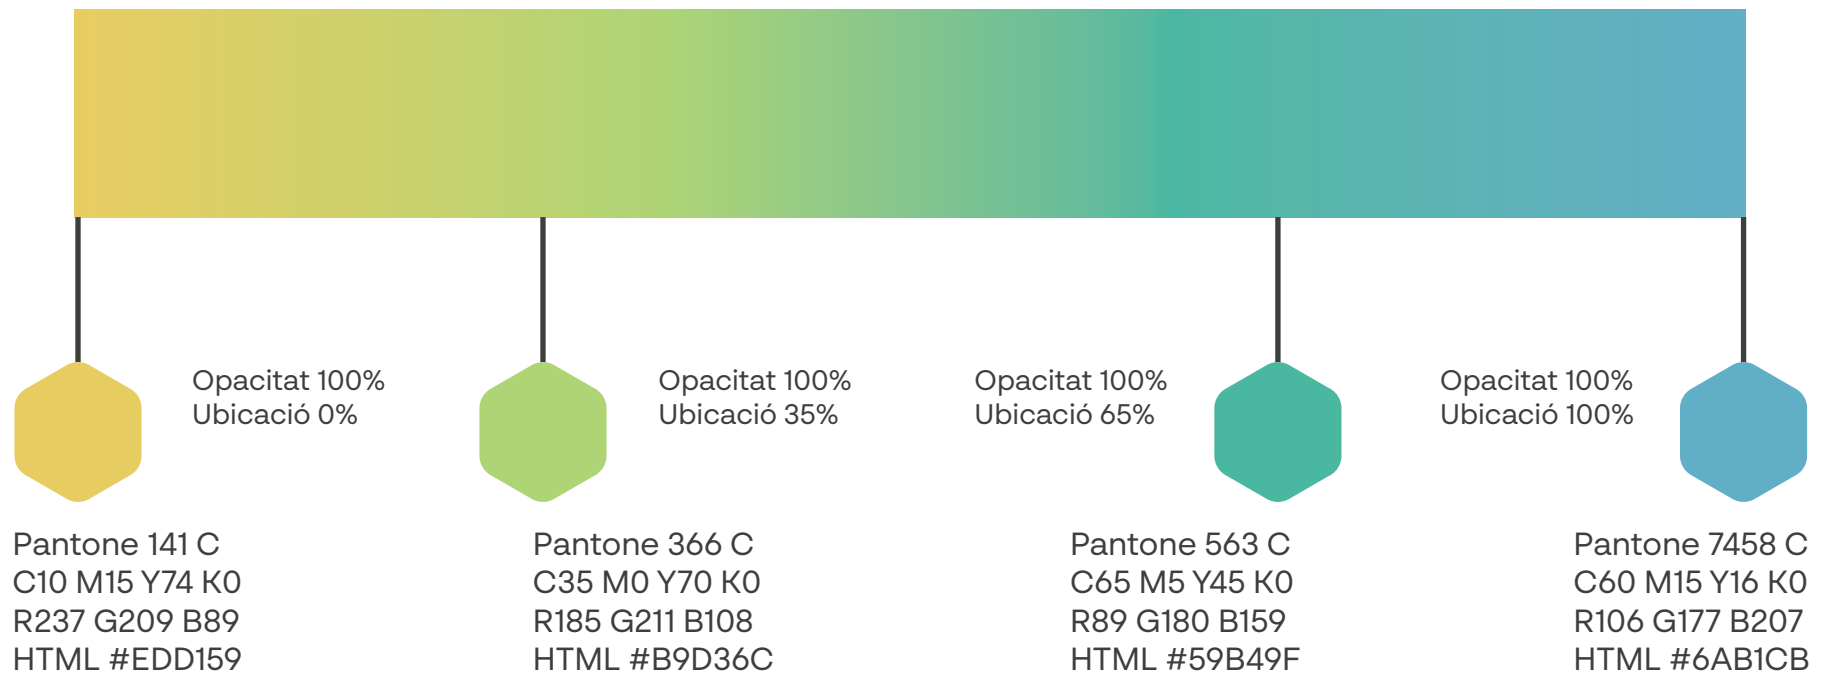 Opacitat 100%
Ubicació 0%
Opacitat 100%
Ubicació 35%
Opacitat 100%
Ubicació 65%
Opacitat 100%
Ubicació 100%
Pantone 141 C
C10 M15 Y74 K0
R237 G209 B89
HTML #EDD159
Pantone 366 C
C35 M0 Y70 K0
R185 G211 B108
HTML #B9D36C
Pantone 563 C
C65 M5 Y45 K0
R89 G180 B159
HTML #59B49F
Pantone 7458 C
C60 M15 Y16 K0
R106 G177 B207
HTML #6AB1CB